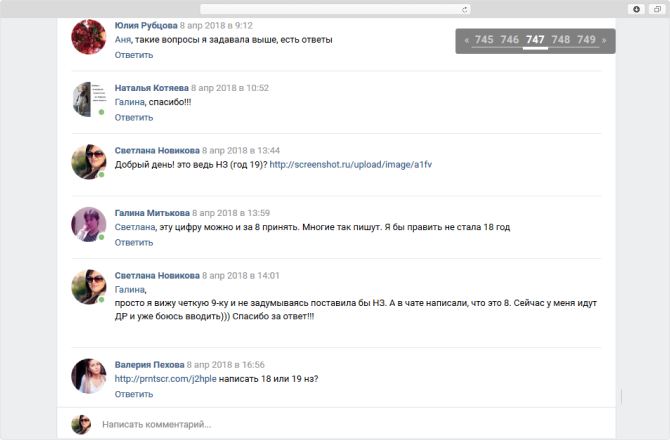 « 745 746 747 748 749 »
Юлия Рубцова 8 апр 2018 в 9:12
Аня, такие вопросы я задавала выше, есть ответы
Ответить
Наталья Котяева 8 апр 2018 в 10:52
Галина, спасибо!!!
Ответить
Светлана Новикова 8 апр 2018 в 13:44
Добрый день! это ведь НЗ (год 19)? http://screenshot.ru/upload/image/a1fv
Галина Митькова 8 апр 2018 в 13:59
Светлана, эту цифру можно и за 8 принять. Многие так пишут. Я бы править не стала 18 год
Ответить
Светлана Новикова 8 апр 2018 в 14:01
Галина,
просто я вижу четкую 9-ку и не задумываясь поставила бы НЗ. А в чате написали, что это 8. Сейчас у меня идут
ДР и уже боюсь вводить))) Спасибо за ответ!!!
Валерия Пехова 8 апр 2018 в 16:56
http://prntscr.com/j2hple написать 18 или 19 нз?
Ответить
Написать комментарий...